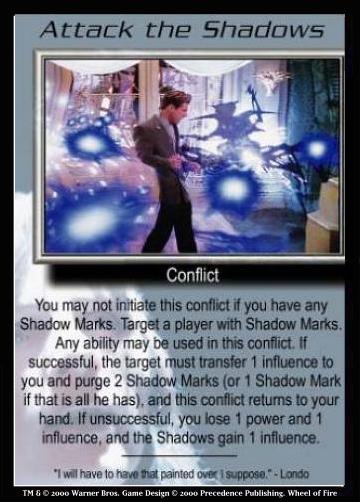 Attack the Shadows
Conflict
You may not initiate this conflict if you have any
Shadow Marks. Target a player with Shadow Marks.
Any ability may be used in this conflict. If
successful, the target must transfer 1 influence to
you and purge 2 Shadow Marks (or 1 Shadow Mark
if that is all he has), and this conflict returns to your
hand. If unsuccessful, you lose 1 power and 1
influence, and the Shadows gain 1 influence.
"I will have to have that painted over, I suppose." - Londo
TM & © 2000 Warner Bros. Game Design © 2000 Precedence Publishing. Wheel of Fire